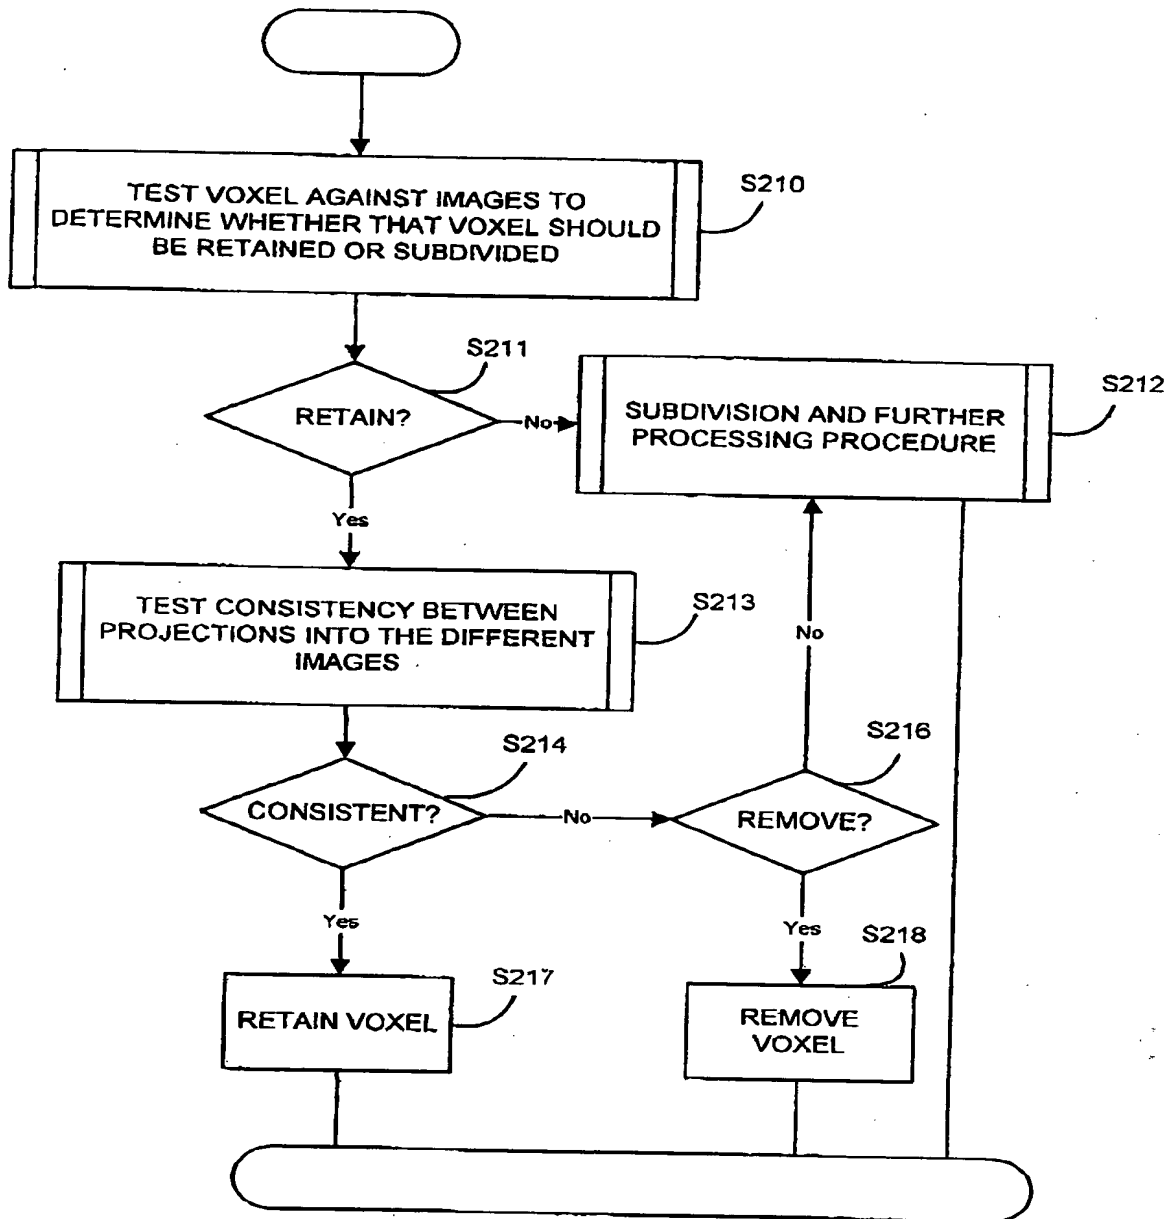 TEST VOXEL AGAINST IMAGES TO
DETERMINE WHETHER THAT VOXEL SHOULD
BE RETAINED OR SUBDIVIDED
S210
S211
RETAIN?
No
SUBDIVISION AND FURTHER
PROCESSING PROCEDURE
S212
Yes
TEST CONSISTENCY BETWEEN
PROJECTIONS INTO THE DIFFERENT
IMAGES
S213
No
S214
CONSISTENT?
No
S216
REMOVE?
Yes
Yes
S217
RETAIN VOXEL
S218
REMOVE
VOXEL